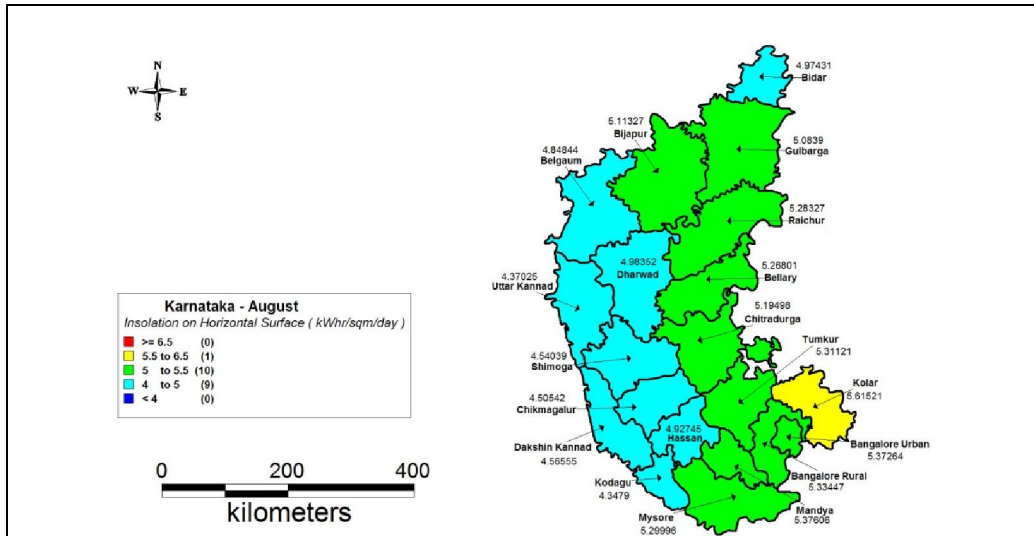 N
W E
S
4.97431
Bidar
5.11327
Bijapur
5.0839
Gulbarga
4.84844
Belgaum
5.28327
Raichur
4.98352
Dharwad
5.26801
Bellary
4.37025
Uttar Kannad
5.19498
Chitradurga
Karnataka - August
Insolation on Horizontal Surface ( kWhr/sqm/day )
>= 6.5 (0)
5.5 to 6.5 (1)
5 to 5.5 (10)
4 to 5 (9)
< 4 (0)
Tumkur
5.31121
4.54039
Shimoga
Kolar
5.61521
4.50542
Chikmagalur
4.92745
Hassan
Dakshin Kannad
4.56555
Bangalore Urban
5.37264
Bangalore Rural
5.33447
Kodagu
4.3479
Mandya
5.37606
Mysore
5.29996
0 200 400
kilometers